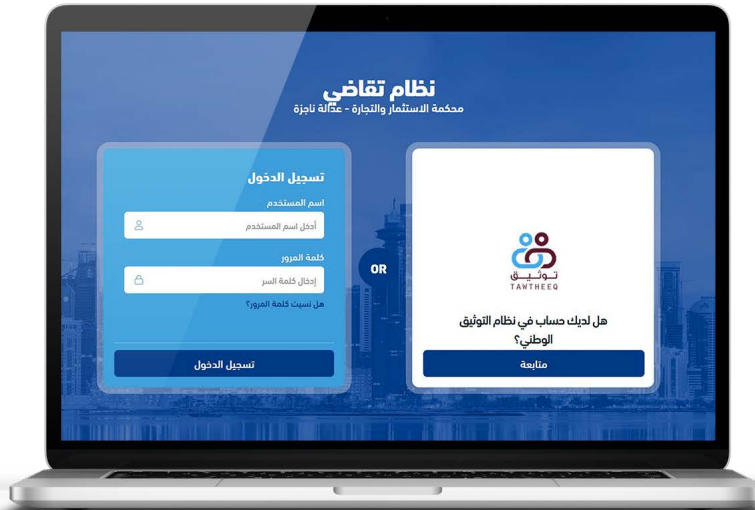 نظام تقاضي
محكمة الاستثمار والتجارة - عدالة ناجزة
تسجيل الدخول
اسم المستخدم
أدخل اسم المستخدم
كلمة المرور
إدخال كلمة السر
هل نسيت كلمة المرور؟
تسجيل الدخول
OR
توثيق
TAWTHEEQ
هل لديك حساب في نظام التوثيق
الوطني؟
متابعة